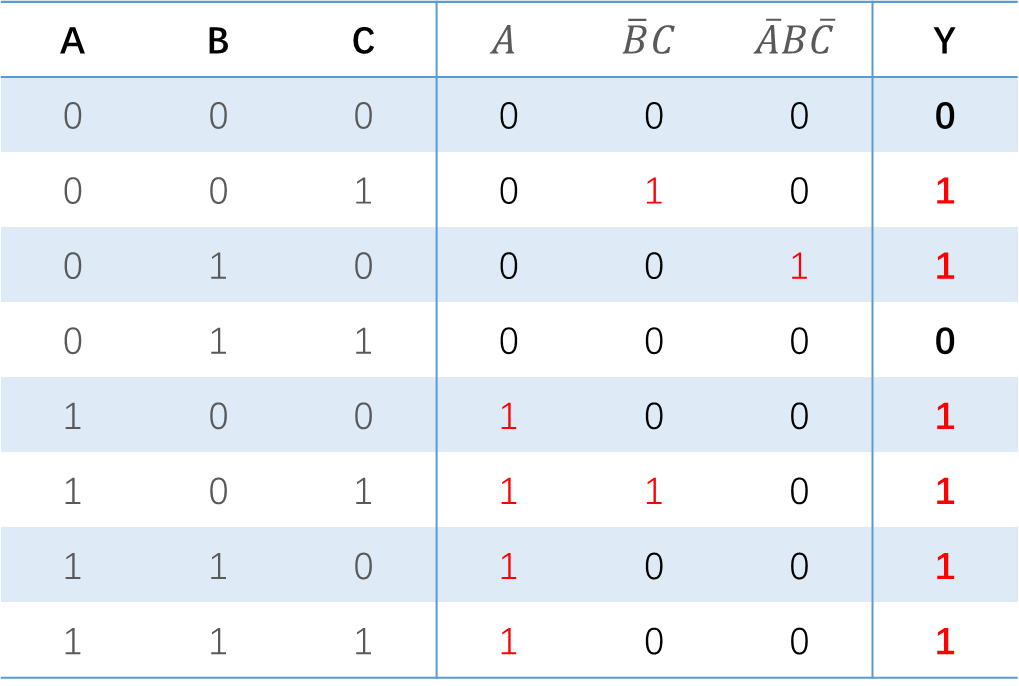 A B C A B̅C A̅BC̅ Y
0 0 0 0 0 0 0
0 0 1 0 1 0 1
0 1 0 0 0 1 1
0 1 1 0 0 0 0
1 0 0 1 0 0 1
1 0 1 1 1 0 1
1 1 0 1 0 0 1
1 1 1 1 0 0 1